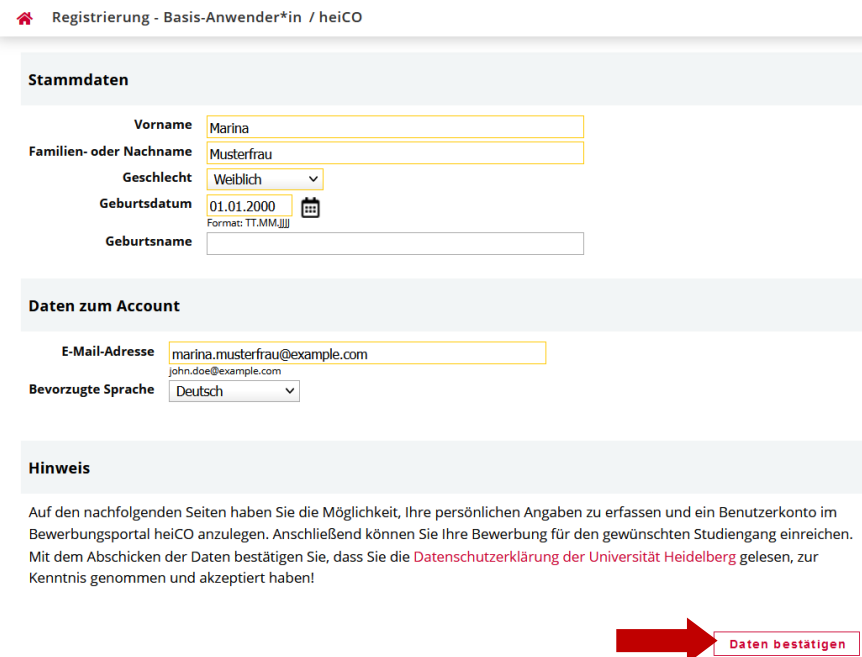 Registrierung - Basis-Anwender*in / heiCO
Stammdaten
Vorname Marina
Familien- oder Nachname Musterfrau
Geschlecht Weiblich
Geburtsdatum 01.01.2000
Format: TT.MM.JJJJ
Geburtsname
Daten zum Account
E-Mail-Adresse marina.musterfrau@example.com
john.doe@example.com
Bevorzugte Sprache Deutsch
Hinweis
Auf den nachfolgenden Seiten haben Sie die Möglichkeit, Ihre persönlichen Angaben zu erfassen und ein Benutzerkonto im
Bewerbungsportal heiCO anzulegen. Anschließend können Sie Ihre Bewerbung für den gewünschten Studiengang einreichen.
Mit dem Abschicken der Daten bestätigen Sie, dass Sie die Datenschutzerklärung der Universität Heidelberg gelesen, zur
Kenntnis genommen und akzeptiert haben!
Daten bestätigen